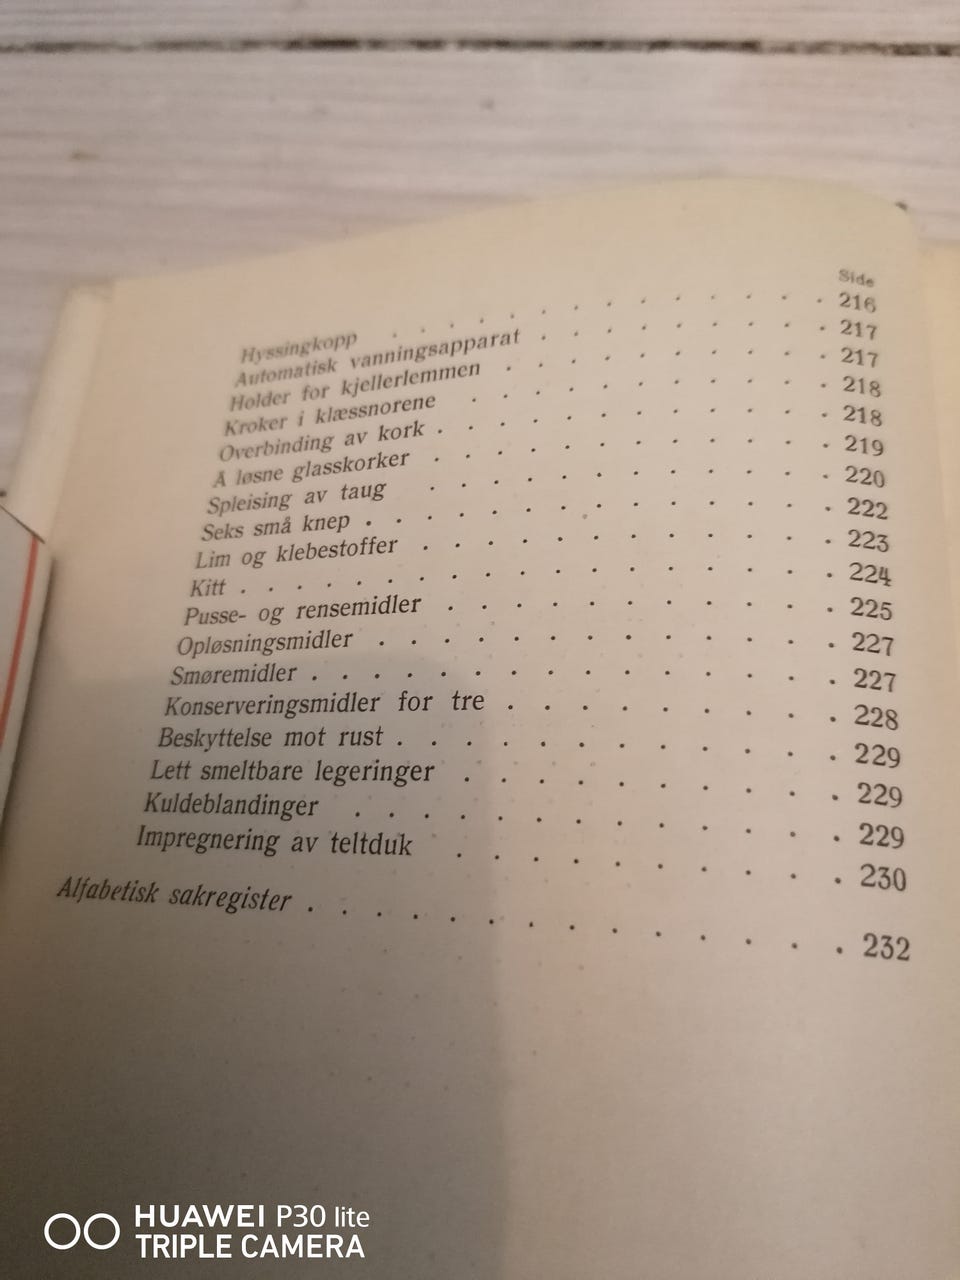 Side
Hyssingkopp . . . . . . . . . . 216
Automatisk vanningsapparat . . . . . . 217
Holder for kjellerlemmen . . . . . . 217
Kroker i klæssnorene . . . . . . . 218
Overbinding av kork . . . . . . . . 218
Å løsne glasskorker . . . . . . . . 219
Spleising av taug . . . . . . . . 220
Seks små knep . . . . . . . . . . 222
Lim og klebestoffer . . . . . . . . 223
Kitt . . . . . . . . . . . . . 224
Pusse- og rensemidler . . . . . . . . 225
Opløsningsmidler . . . . . . . . . 227
Smøremidler . . . . . . . . . . . 227
Konserveringsmidler for tre . . . . . . 228
Beskyttelse mot rust . . . . . . . . 229
Lett smeltbare legeringer . . . . . . . 229
Kuldeblandinger . . . . . . . . . 229
Impregnering av teltduk . . . . . . . 230
Alfabetisk sakregister . . . . . . . . . . 232
HUAWEI P30 lite
TRIPLE CAMERA